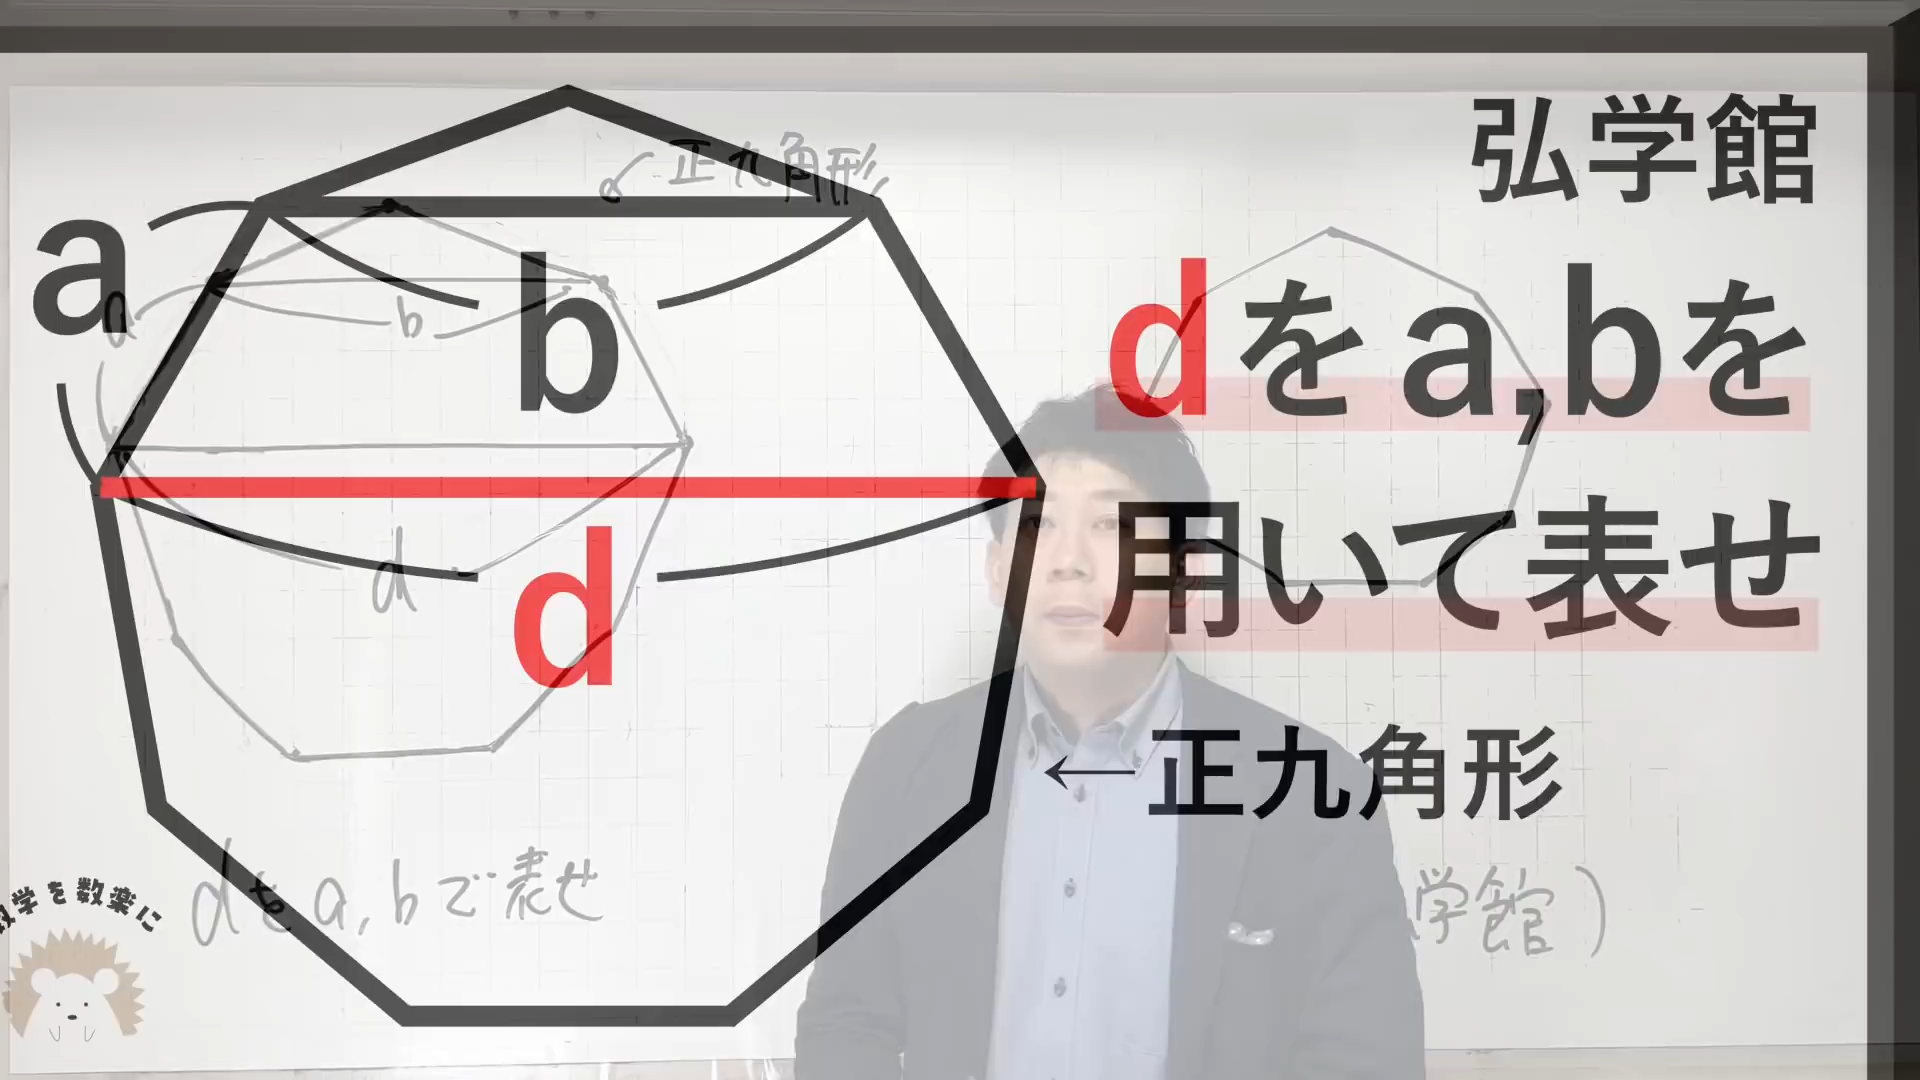 弘学館
a
b
dをa,bを
用いて表せ
d
←正九角形
正九角形
a
b
d
dをa,bで表せ
学館)
数学を数楽に